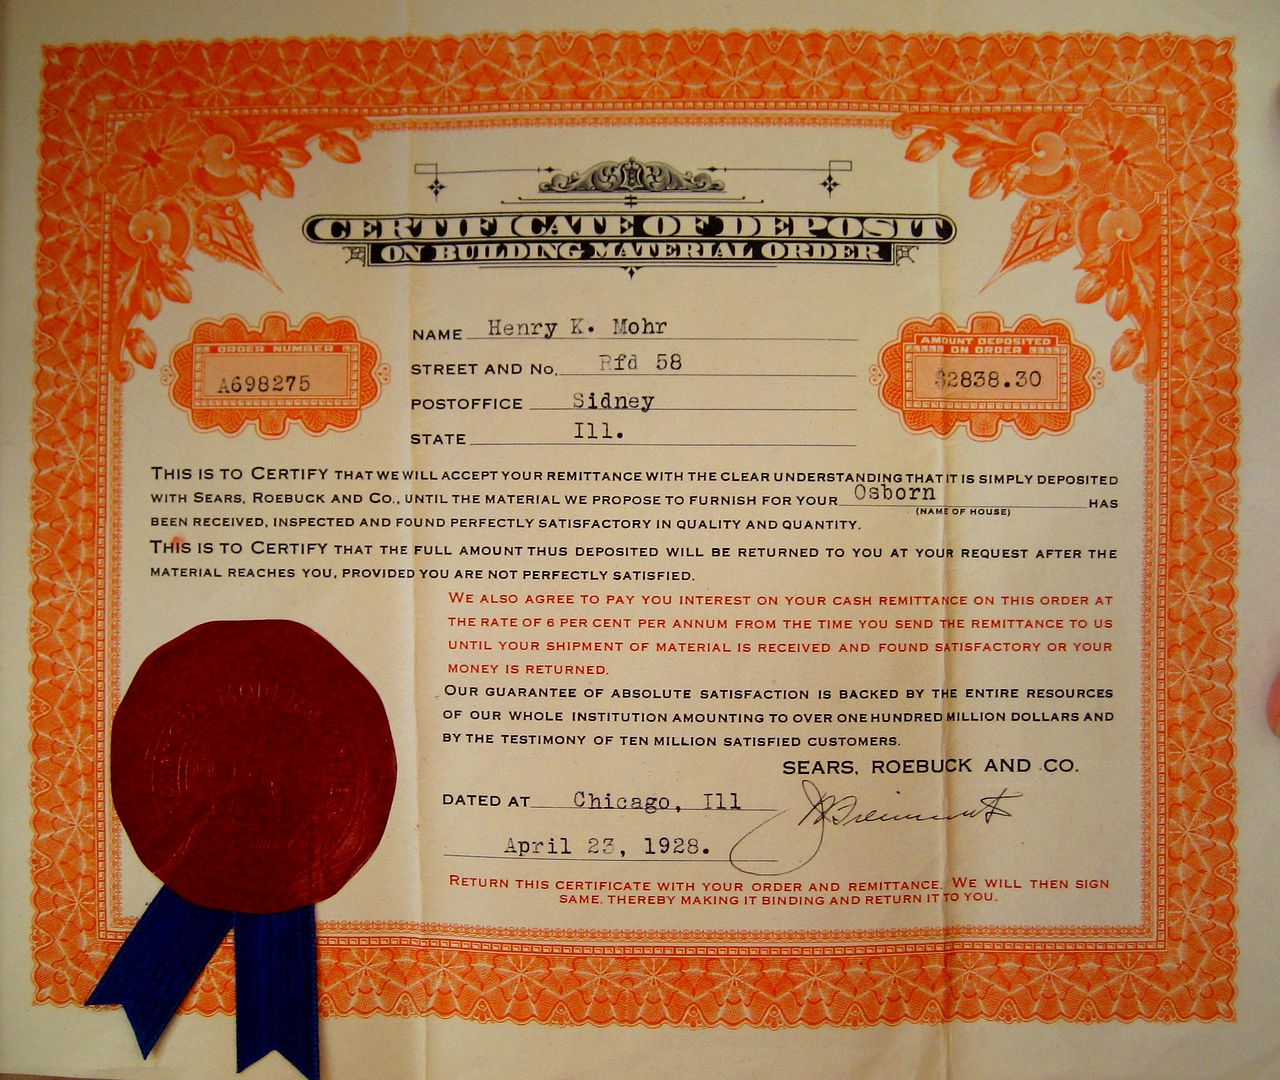 CERTIFICATE OF DEPOSIT
ON BUILDING MATERIAL ORDER
ORDER NUMBER
A698275
NAME Henry K. Mohr
STREET AND No. Rfd 58
POSTOFFICE Sidney
STATE Ill.
AMOUNT DEPOSITED
ON ORDER
$2838.30
THIS IS TO CERTIFY THAT WE WILL ACCEPT YOUR REMITTANCE WITH THE CLEAR UNDERSTANDING THAT IT IS SIMPLY DEPOSITED
WITH SEARS, ROEBUCK AND CO., UNTIL THE MATERIAL WE PROPOSE TO FURNISH FOR YOUR Osborn HAS
(NAME OF HOUSE)
BEEN RECEIVED, INSPECTED AND FOUND PERFECTLY SATISFACTORY IN QUALITY AND QUANTITY.
THIS IS TO CERTIFY THAT THE FULL AMOUNT THUS DEPOSITED WILL BE RETURNED TO YOU AT YOUR REQUEST AFTER THE
MATERIAL REACHES YOU, PROVIDED YOU ARE NOT PERFECTLY SATISFIED.
WE ALSO AGREE TO PAY YOU INTEREST ON YOUR CASH REMITTANCE ON THIS ORDER AT
THE RATE OF 6 PER CENT PER ANNUM FROM THE TIME YOU SEND THE REMITTANCE TO US
UNTIL YOUR SHIPMENT OF MATERIAL IS RECEIVED AND FOUND SATISFACTORY OR YOUR
MONEY IS RETURNED.
OUR GUARANTEE OF ABSOLUTE SATISFACTION IS BACKED BY THE ENTIRE RESOURCES
OF OUR WHOLE INSTITUTION AMOUNTING TO OVER ONE HUNDRED MILLION DOLLARS AND
BY THE TESTIMONY OF TEN MILLION SATISFIED CUSTOMERS.
SEARS, ROEBUCK AND CO.
DATED AT Chicago, Ill
April 23, 1928.
RETURN THIS CERTIFICATE WITH YOUR ORDER AND REMITTANCE. WE WILL THEN SIGN
SAME, THEREBY MAKING IT BINDING AND RETURN IT TO YOU.